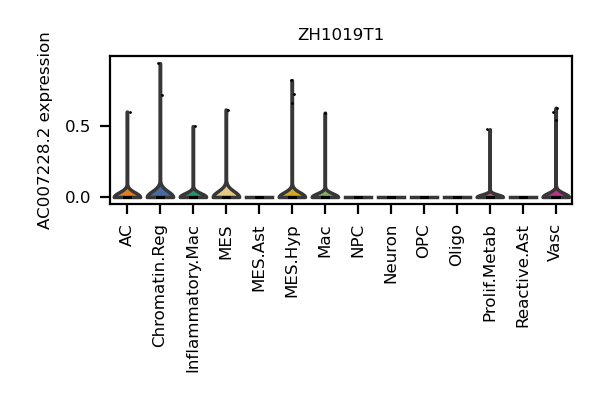 ZH1019T1
AC007228.2 expression
0.5
0.0
AC
Chromatin.Reg
Inflammatory.Mac
MES
MES.Ast
MES.Hyp
Mac
NPC
Neuron
OPC
Oligo
Prolif.Metab
Reactive.Ast
Vasc